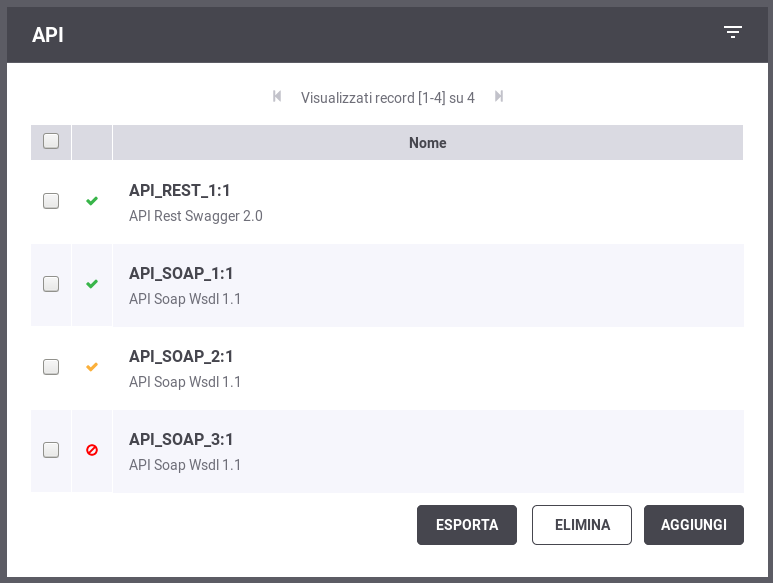 API
Visualizzati record [1-4] su 4
Nome
API_REST_1:1
API Rest Swagger 2.0
API_SOAP_1:1
API Soap Wsdl 1.1
API_SOAP_2:1
API Soap Wsdl 1.1
API_SOAP_3:1
API Soap Wsdl 1.1
ESPORTA ELIMINA AGGIUNGI